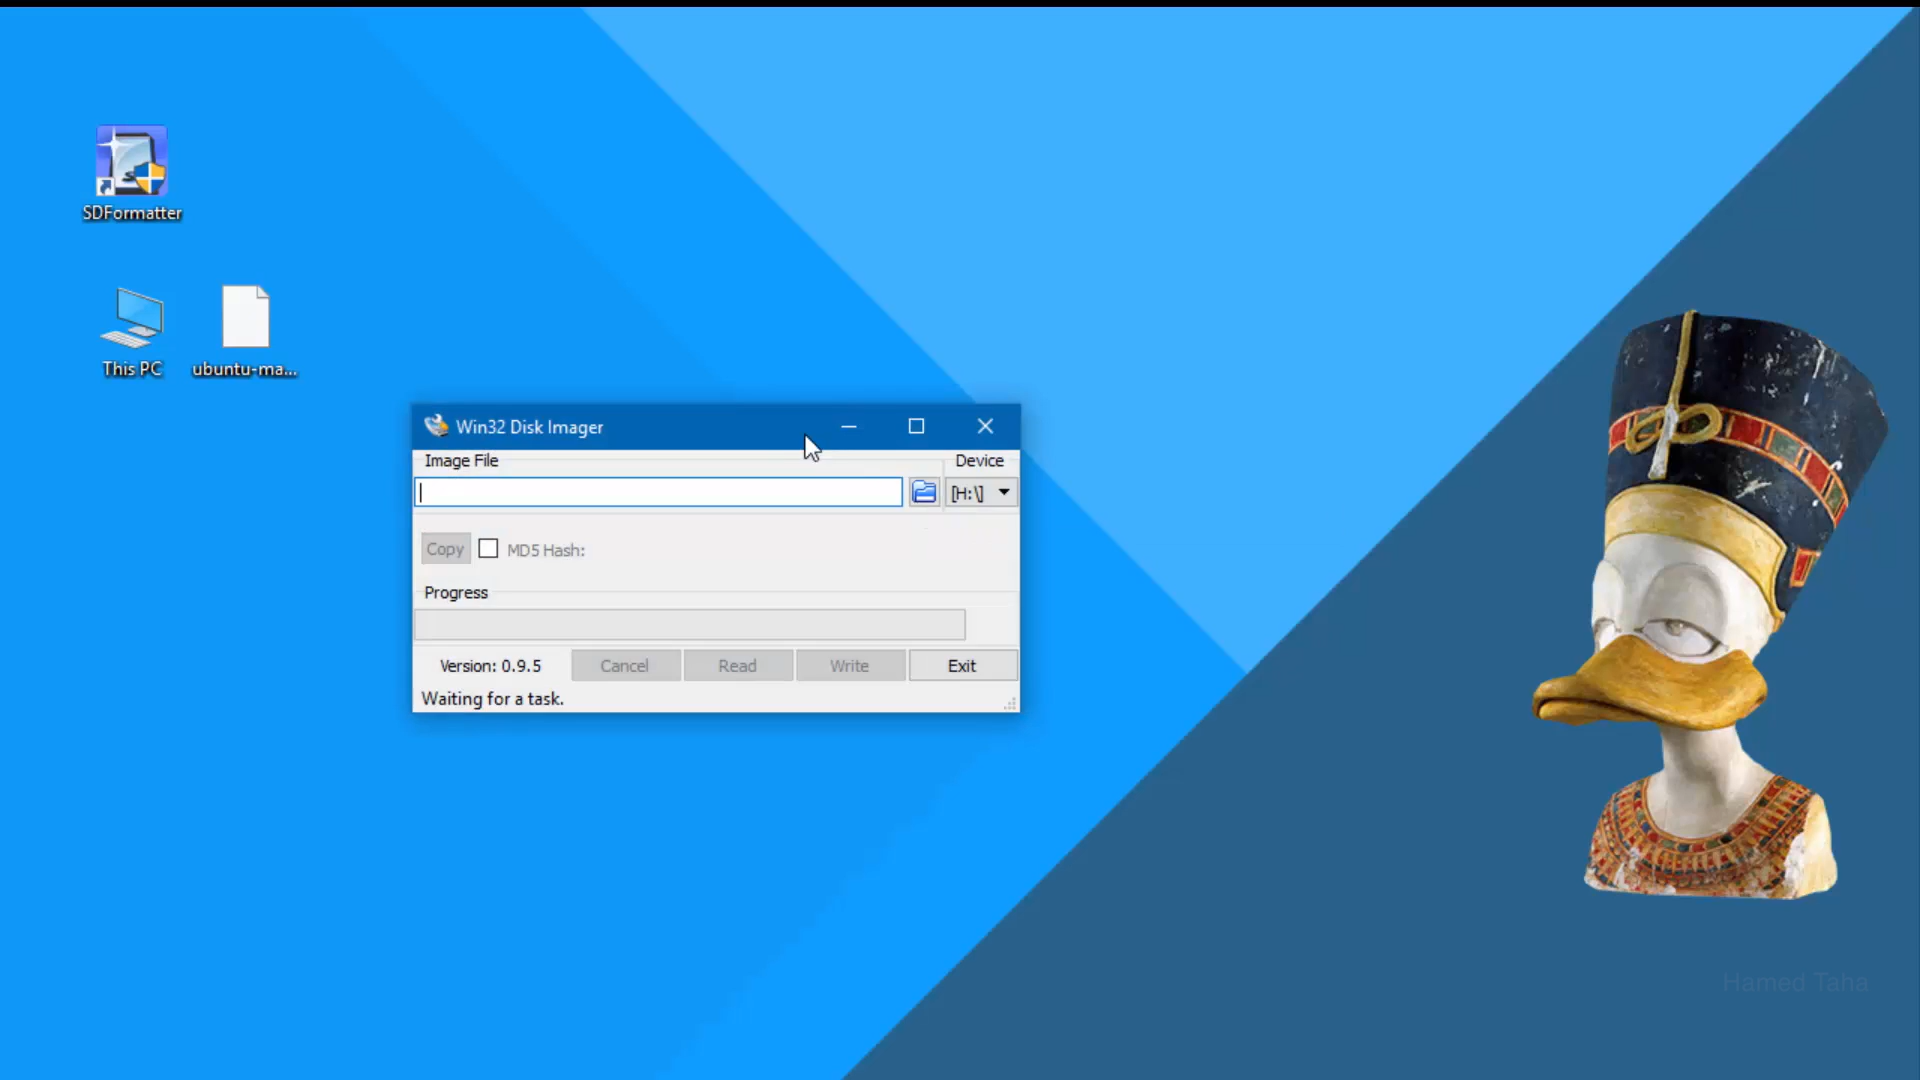 SDFormatter
This PC
ubuntu-ma...
Win32 Disk Imager
Image File
Device
[H:\]
Copy
MD5 Hash:
Progress
Version: 0.9.5
Cancel
Read
Write
Exit
Waiting for a task.
Hamed Taha